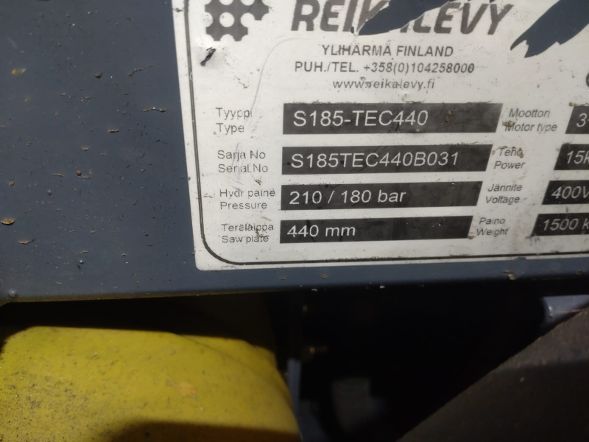 REIKALEVY
YLIHÄRMÄ FINLAND
PUH./TEL. +358(0)104258000
www.reikalevy.fi
Tyyppi
Type
S185-TEC440
Moottori
Motor type
Sarja No
Serial No
S185TEC440B031
Teho
Power
15k
Hydr paine
Pressure
210 / 180 bar
Jännite
Voltage
400V
Terälaippa
Saw plate
440 mm
Paino
Weight
1500 k